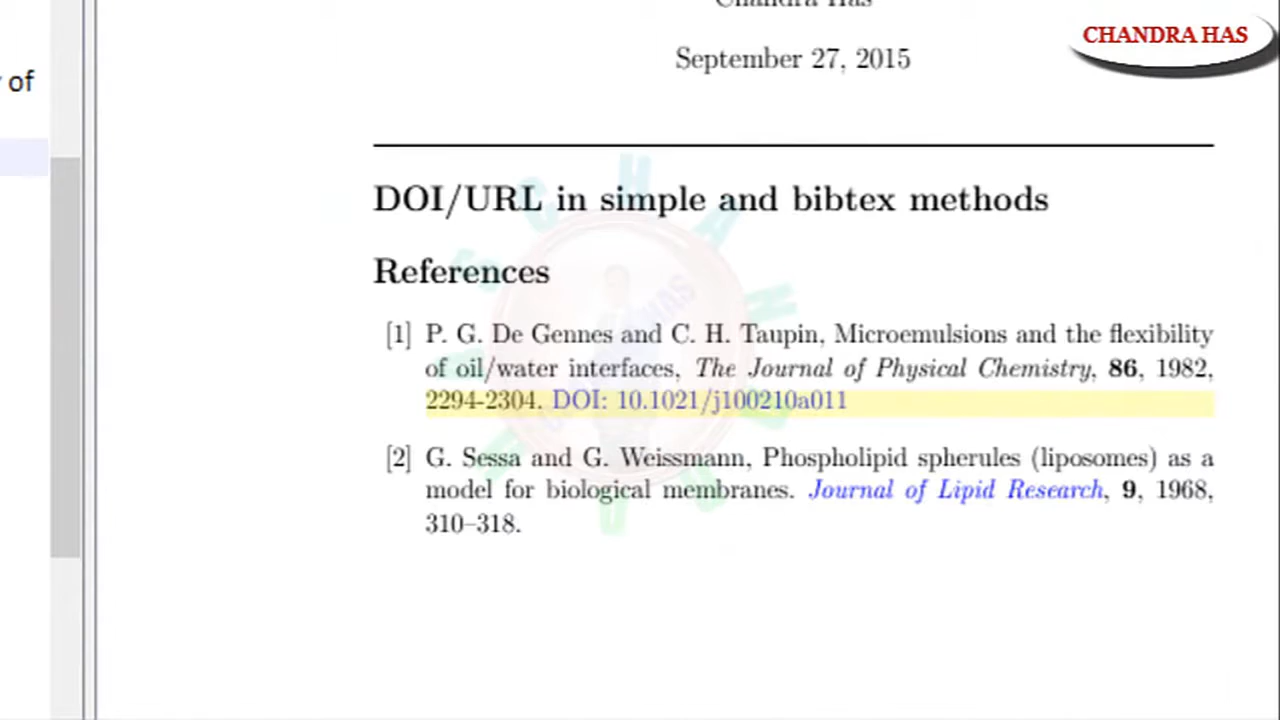 Chandra Has
CHANDRA HAS
September 27, 2015
of
DOI/URL in simple and bibtex methods
References
[1] P. G. De Gennes and C. H. Taupin, Microemulsions and the flexibility
of oil/water interfaces, The Journal of Physical Chemistry, 86, 1982,
2294-2304. DOI: 10.1021/j100210a011
[2] G. Sessa and G. Weissmann, Phospholipid spherules (liposomes) as a
model for biological membranes. Journal of Lipid Research, 9, 1968,
310–318.